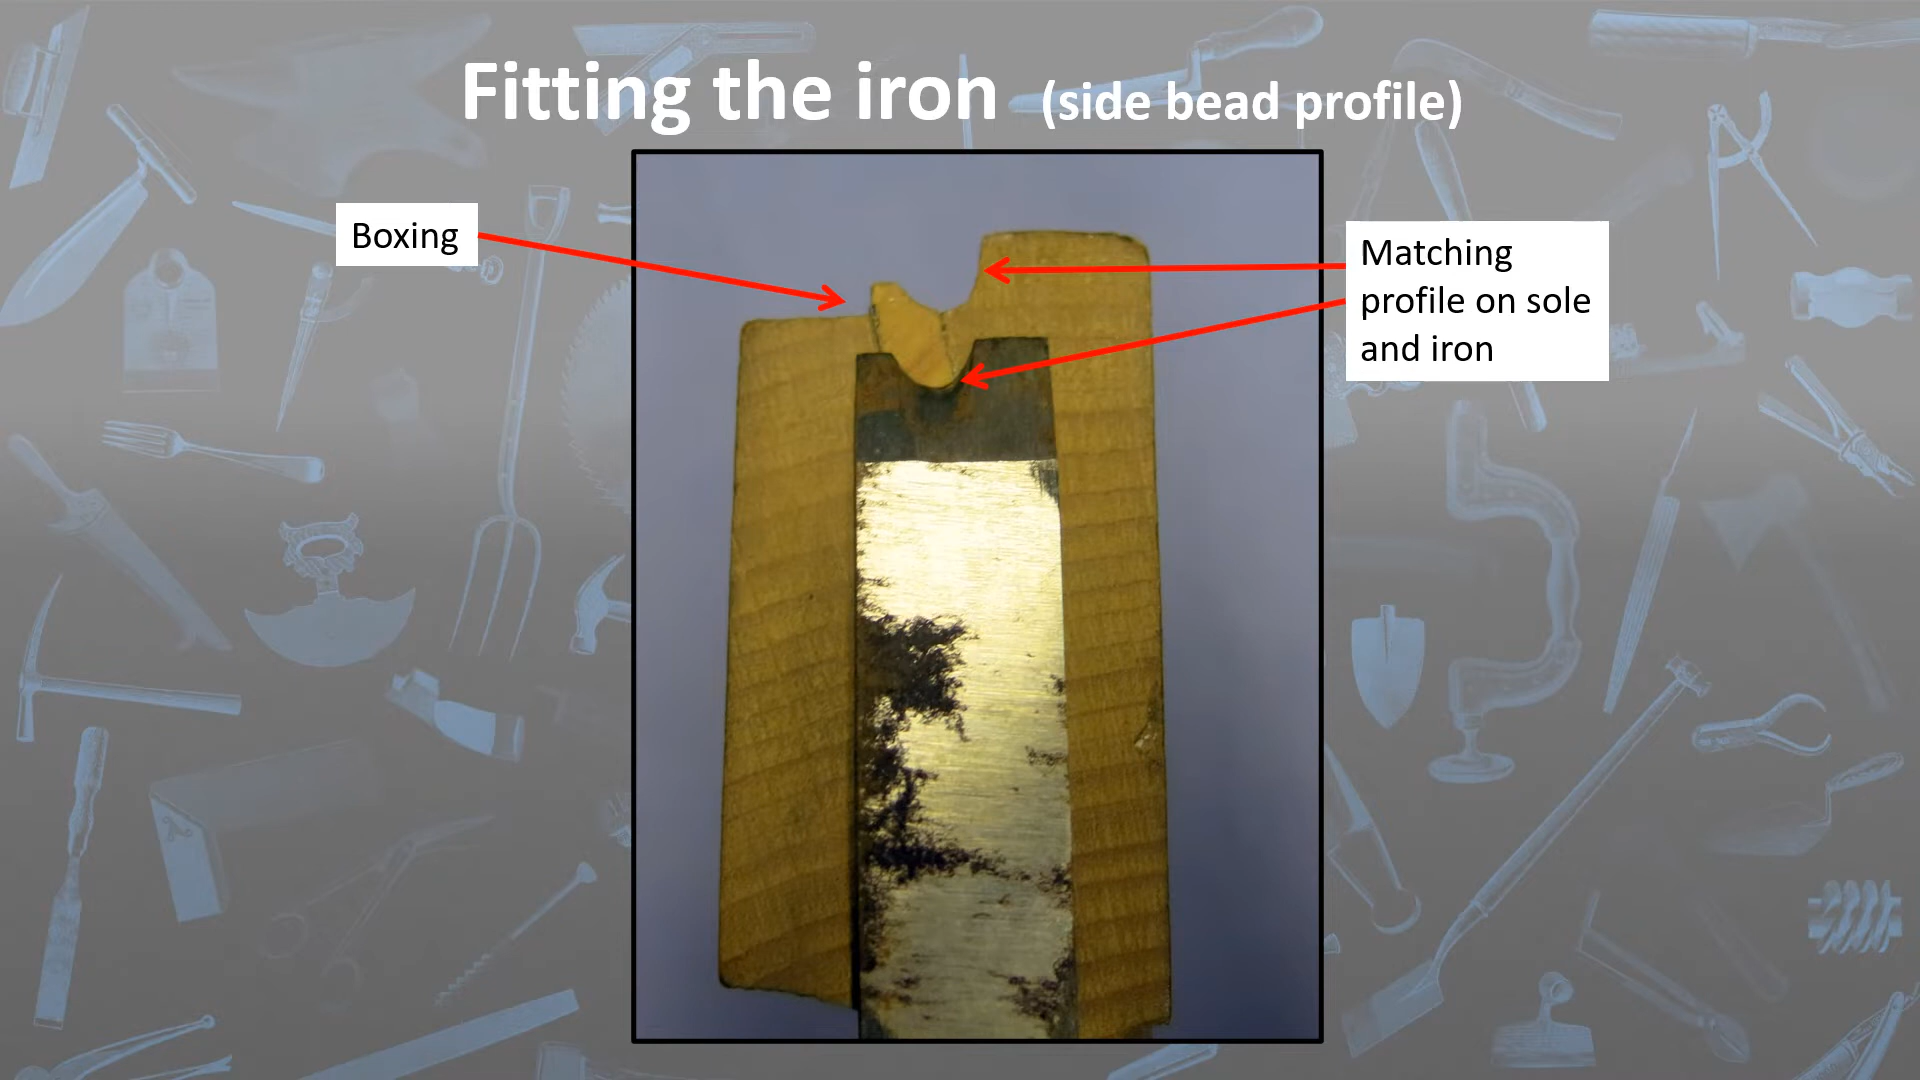 Fitting the iron (side bead profile)
Boxing
Matching
profile on sole
and iron